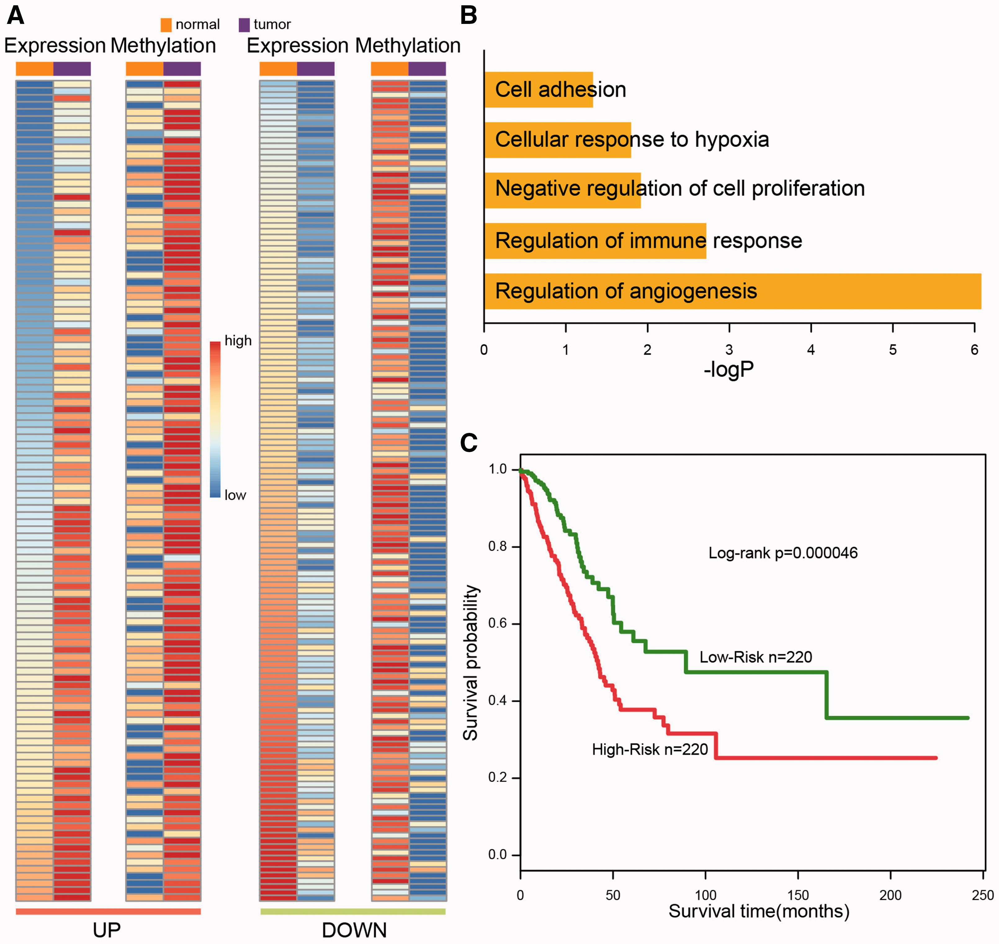 A
normal
tumor
Expression
Methylation
Expression
Methylation
high
low
UP
DOWN
B
Cell adhesion
Cellular response to hypoxia
Negative regulation of cell proliferation
Regulation of immune response
Regulation of angiogenesis
0 1 2 3 4 5 6
-logP
C
1.0
0.8
0.6
0.4
0.2
0.0
Survival probability
Log-rank p=0.000046
Low-Risk n=220
High-Risk n=220
0 50 100 150 200 250
Survival time(months)